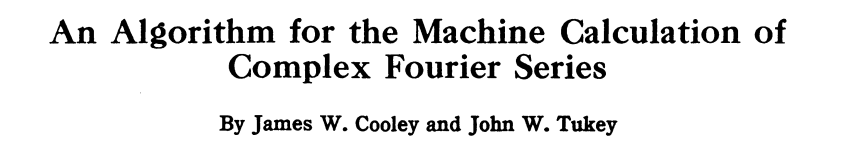 An Algorithm for the Machine Calculation of
Complex Fourier Series
By James W. Cooley and John W. Tukey